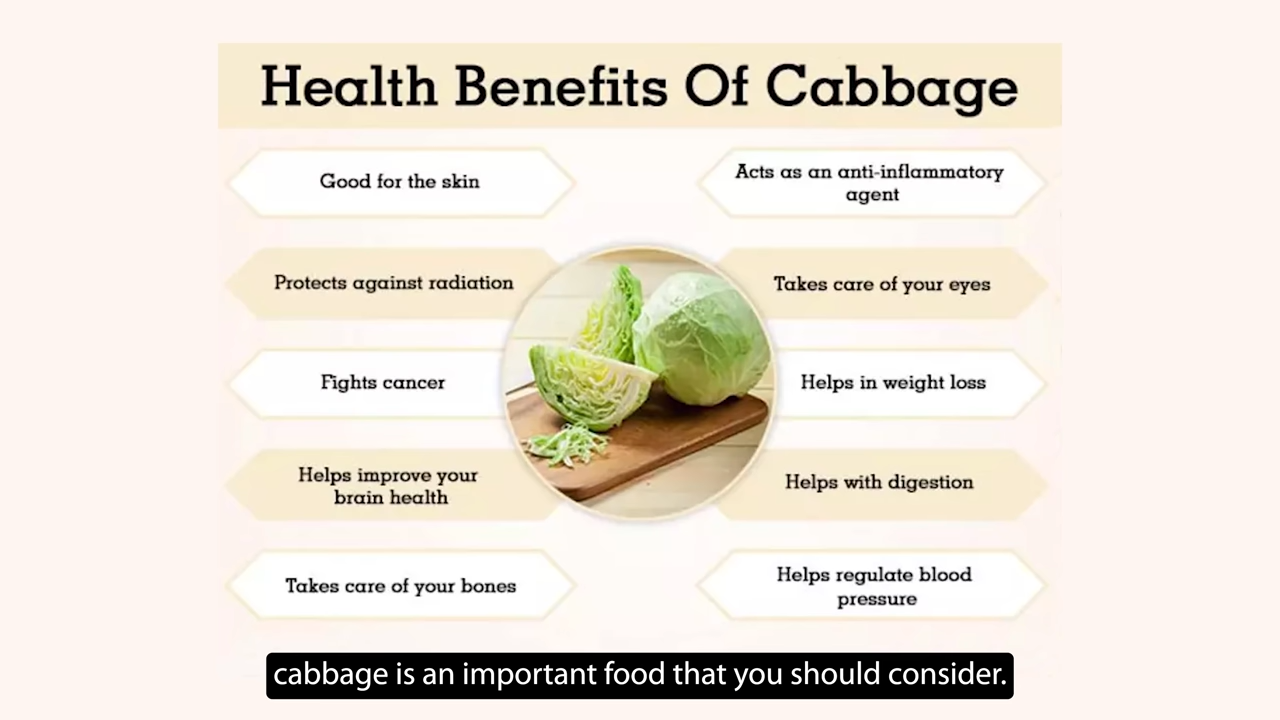 Health Benefits Of Cabbage
Good for the skin
Protects against radiation
Fights cancer
Helps improve your
brain health
Takes care of your bones
Acts as an anti-inflammatory
agent
Takes care of your eyes
Helps in weight loss
Helps with digestion
Helps regulate blood
pressure
cabbage is an important food that you should consider.